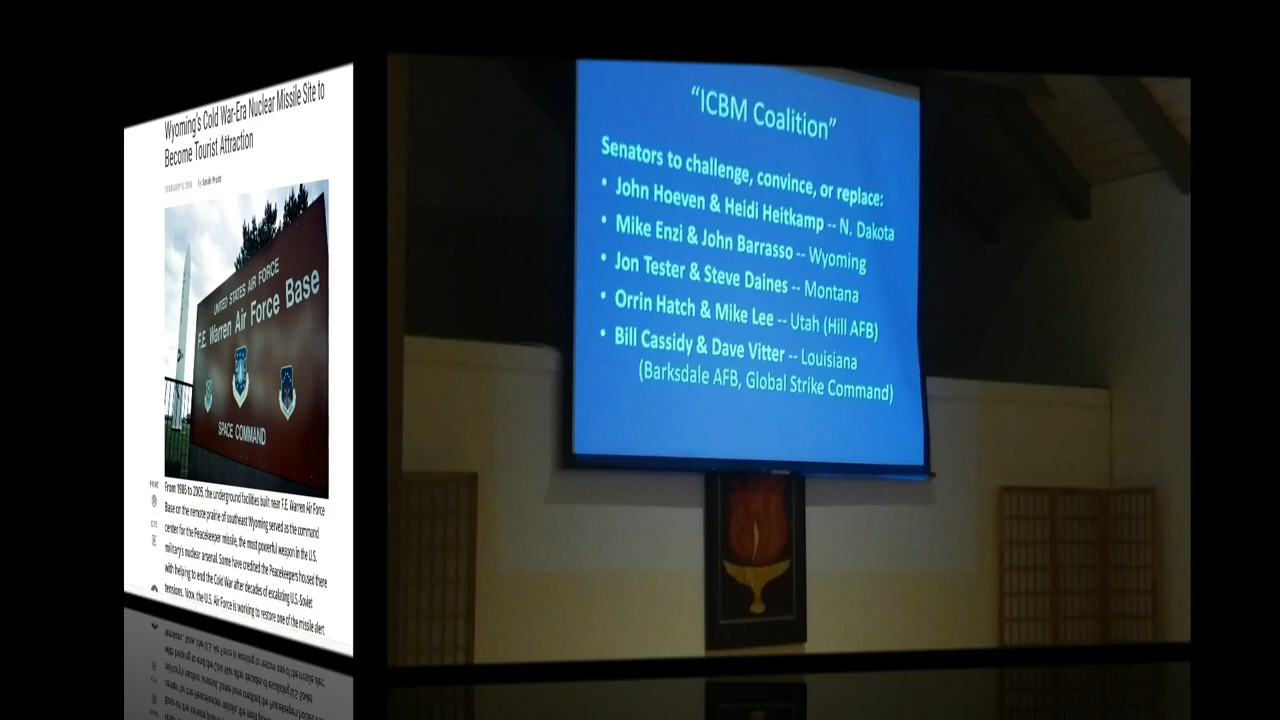 Wyoming's Cold War-Era Nuclear Missile Site to
Become Tourist Attraction
By Sarah Pruitt
UNITED STATES AIR FORCE
F.E. Warren Air Force Base
SPACE COMMAND
PRINT
CITE
From 1986 to 2005, the underground facilities built near F.E. Warren Air Force
Base on the remote prairie of southeast Wyoming served as the command
center for the Peacekeeper missile, the most powerful weapon in the U.S.
military's nuclear arsenal. Some have credited the Peacekeepers housed there
with helping to end the Cold War after decades of escalating U.S.-Soviet
tensions. Now, the U.S. Air Force is working to restore one of the missile alert
“ICBM Coalition”
Senators to challenge, convince, or replace:
• John Hoeven & Heidi Heitkamp -- N. Dakota
• Mike Enzi & John Barrasso -- Wyoming
• Jon Tester & Steve Daines -- Montana
• Orrin Hatch & Mike Lee -- Utah (Hill AFB)
• Bill Cassidy & Dave Vitter -- Louisiana
(Barksdale AFB, Global Strike Command)